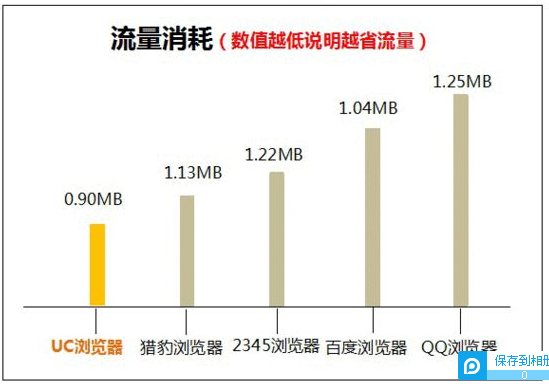 流量消耗（数值越低说明越省流量）
1.25MB
1.04MB
1.22MB
1.13MB
0.90MB
UC浏览器 猎豹浏览器 2345浏览器 百度浏览器 QQ浏览器
保存到相册
0